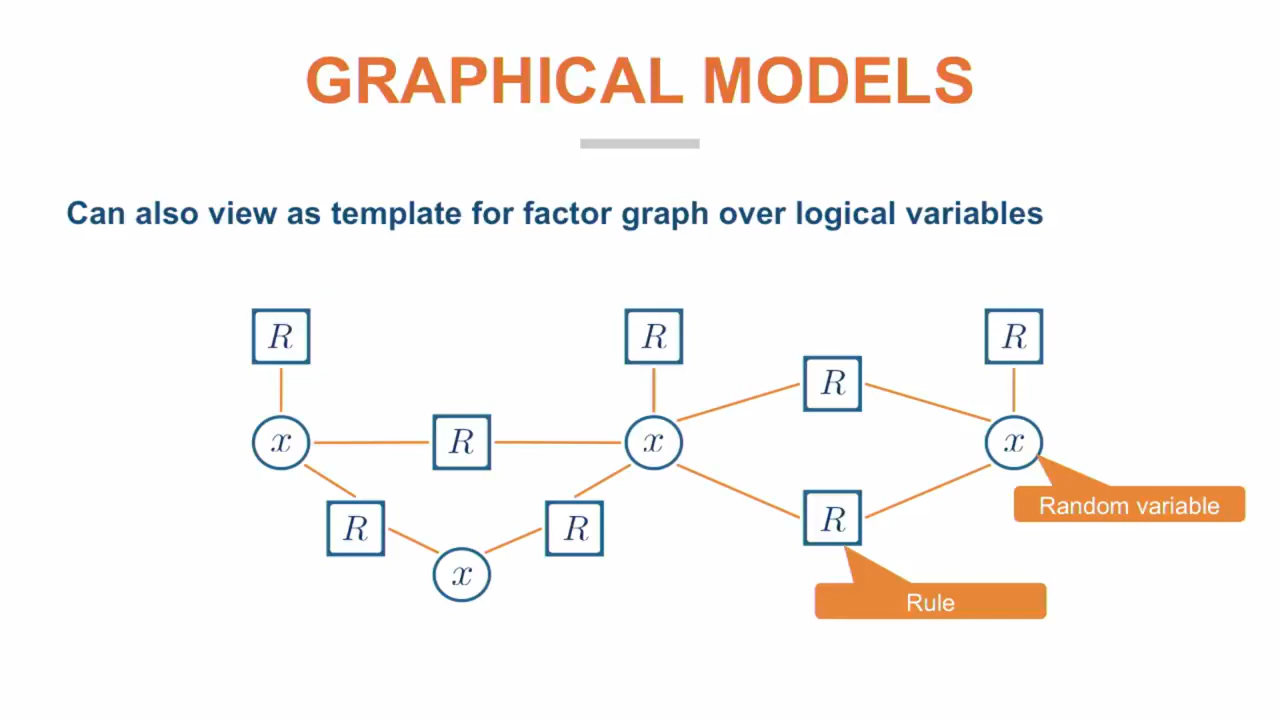 GRAPHICAL MODELS
Can also view as template for factor graph over logical variables
R
R
R
R
x
R
x
x
Random variable
R
R
R
x
Rule